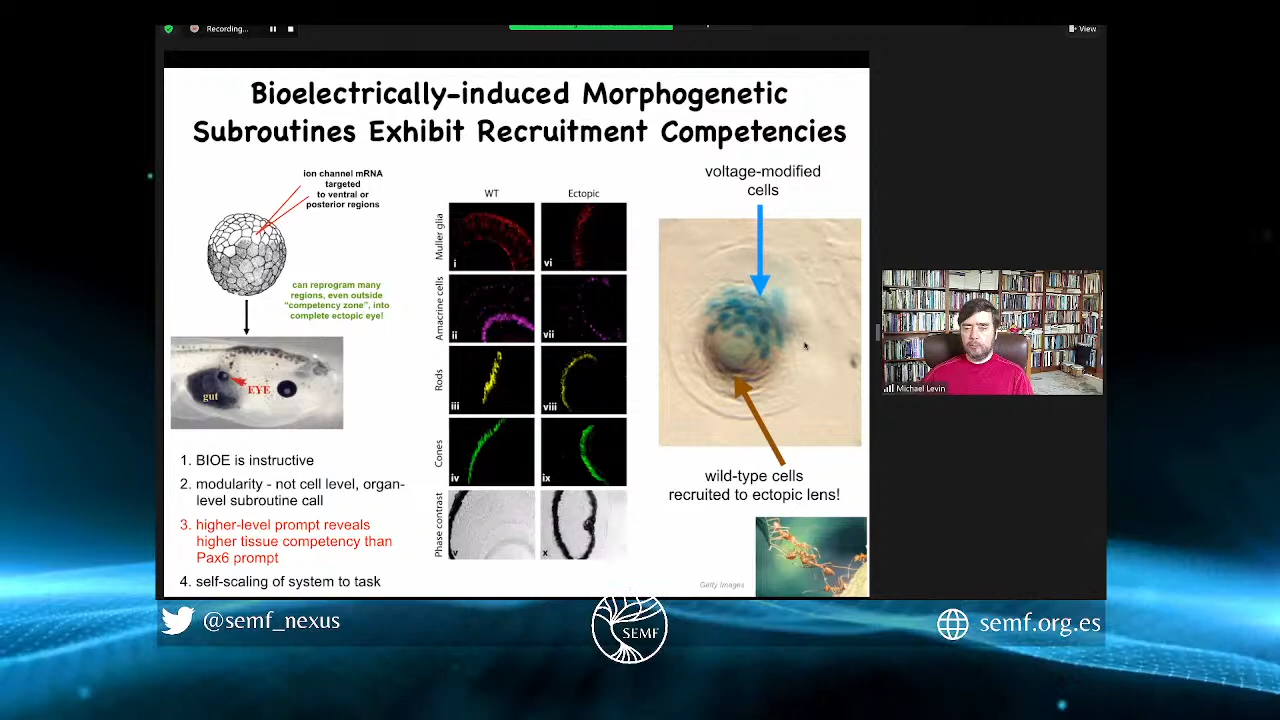 Recording...
View
Bioelectrically-induced Morphogenetic
Subroutines Exhibit Recruitment Competencies
ion channel mRNA
targeted
to ventral or
posterior regions
can reprogram many
regions, even outside
“competency zone”, into
complete ectopic eye!
gut
EYE
1. BIOE is instructive
2. modularity - not cell level, organ-
level subroutine call
3. higher-level prompt reveals
higher tissue competency than
Pax6 prompt
4. self-scaling of system to task
WT
Ectopic
Muller glia
i
vi
Amacrine cells
ii
vii
Rods
iii
viii
Cones
iv
ix
Phase contrast
v
x
voltage-modified
cells
wild-type cells
recruited to ectopic lens!
Getty Images
Michael Levin
@semf_nexus
SEMF
semf.org.es